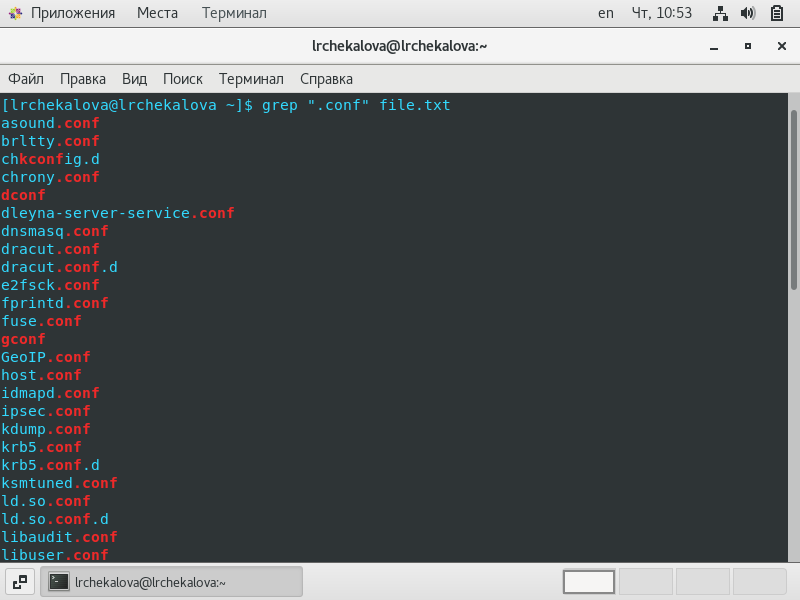 Приложения Места Терминал en Чт, 10:53
lrchekalova@lrchekalova:~
Файл Правка Вид Поиск Терминал Справка
[lrchekalova@lrchekalova ~]$ grep ".conf" file.txt
asound.conf
brltty.conf
chkconfig.d
chrony.conf
dconf
dleyna-server-service.conf
dnsmasq.conf
dracut.conf
dracut.conf.d
e2fsck.conf
fprintd.conf
fuse.conf
gconf
GeoIP.conf
host.conf
idmapd.conf
ipsec.conf
kdump.conf
krb5.conf
krb5.conf.d
ksmtuned.conf
ld.so.conf
ld.so.conf.d
libaudit.conf
libuser.conf
lrchekalova@lrchekalova:~